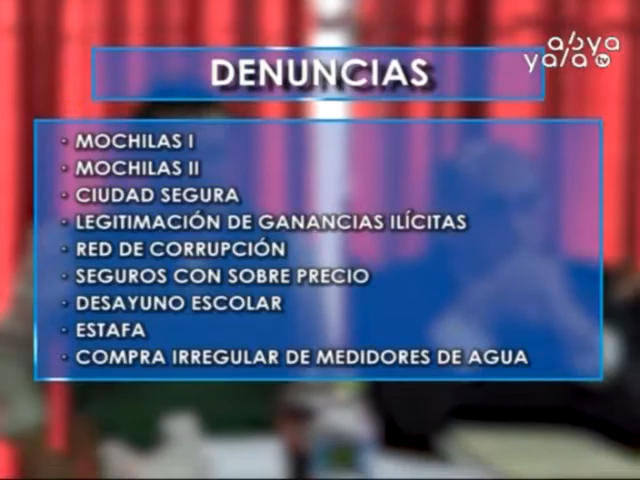 abya
yala tv
DENUNCIAS
· MOCHILAS I
· MOCHILAS II
· CIUDAD SEGURA
· LEGITIMACIÓN DE GANANCIAS ILÍCITAS
· RED DE CORRUPCIÓN
· SEGUROS CON SOBRE PRECIO
· DESAYUNO ESCOLAR
· ESTAFA
· COMPRA IRREGULAR DE MEDIDORES DE AGUA